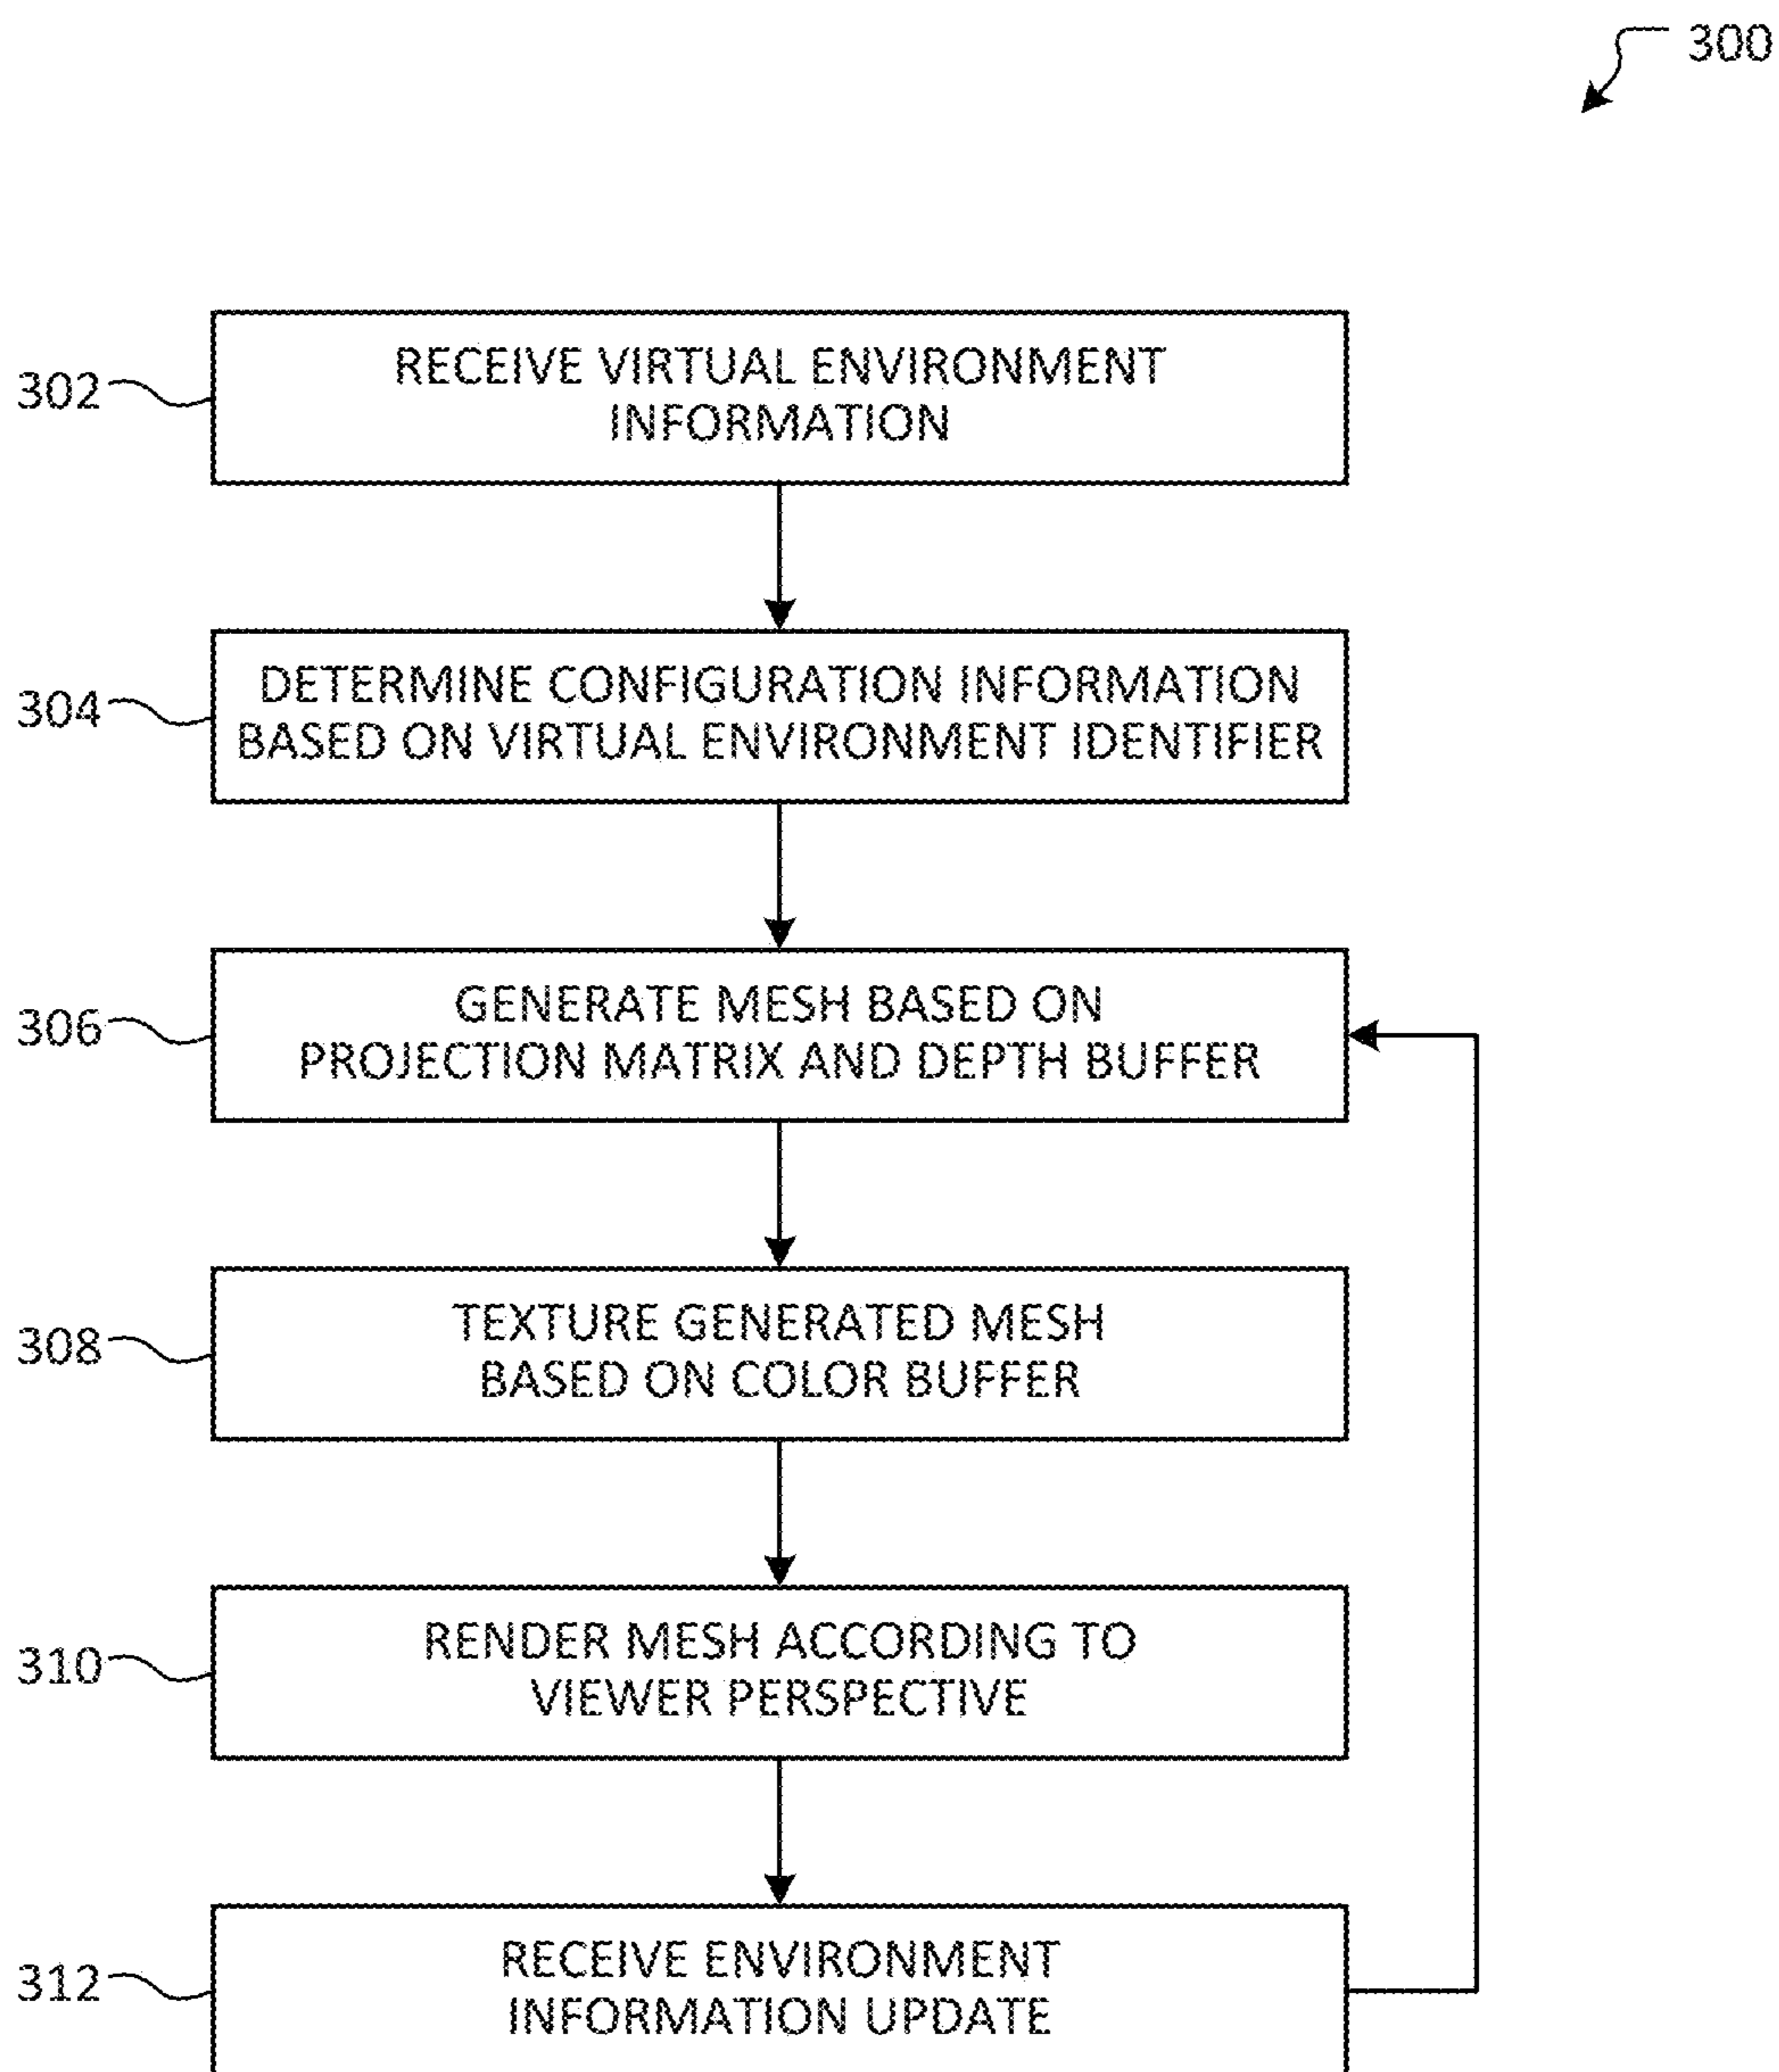 300
302
RECEIVE VIRTUAL ENVIRONMENT
INFORMATION
304
DETERMINE CONFIGURATION INFORMATION
BASED ON VIRTUAL ENVIRONMENT IDENTIFIER
306
GENERATE MESH BASED ON
PROJECTION MATRIX AND DEPTH BUFFER
308
TEXTURE GENERATED MESH
BASED ON COLOR BUFFER
310
RENDER MESH ACCORDING TO
VIEWER PERSPECTIVE
312
RECEIVE ENVIRONMENT
INFORMATION UPDATE